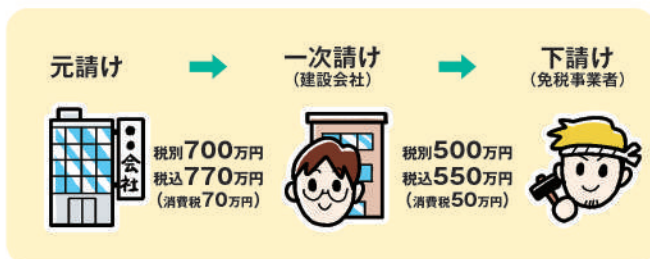 元請け
一次請け
(建設会社)
下請け
(免税事業者)
●●会社
税別700万円
税込770万円
(消費税70万円)
税別500万円
税込550万円
(消費税50万円)